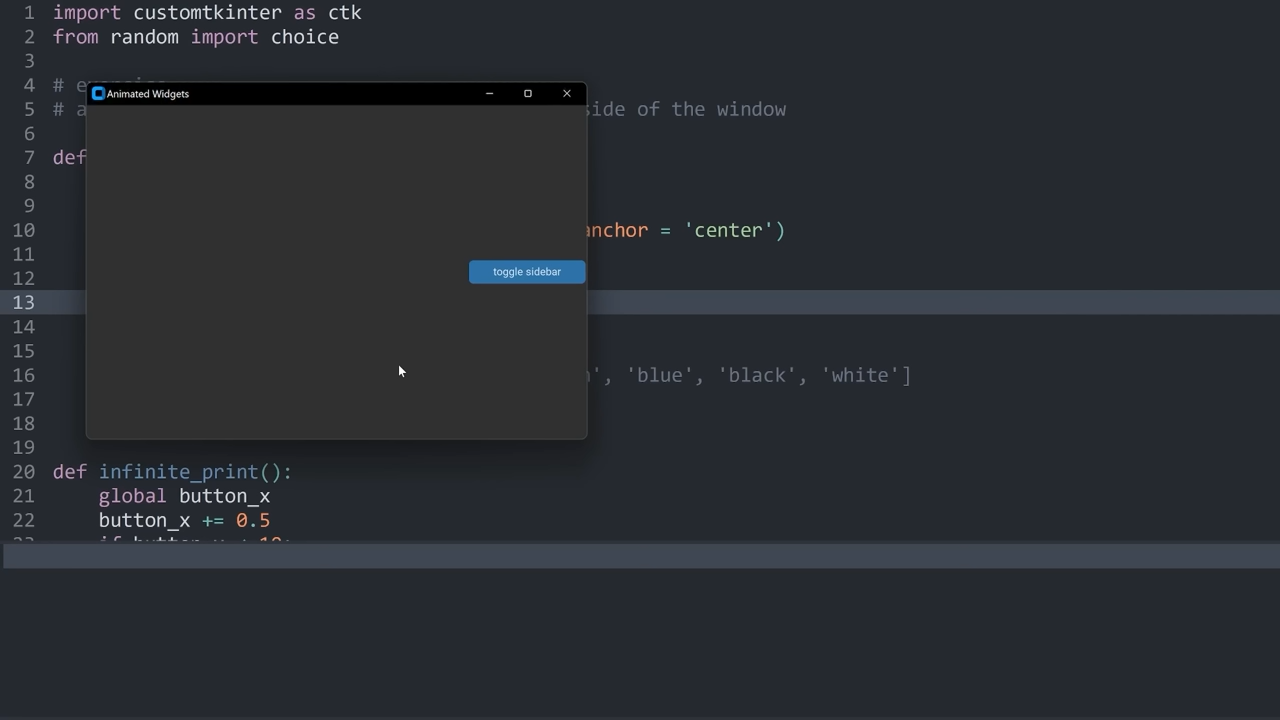 1 import customtkinter as ctk
2 from random import choice
3
4 # e
Animated Widgets
5 # a side of the window
6
7 def
8
9
10 anchor = 'center')
11
toggle sidebar
12
13
14
15
16 ', 'blue', 'black', 'white']
17
18
19
20 def infinite_print():
21 global button_x
22 button_x += 0.5